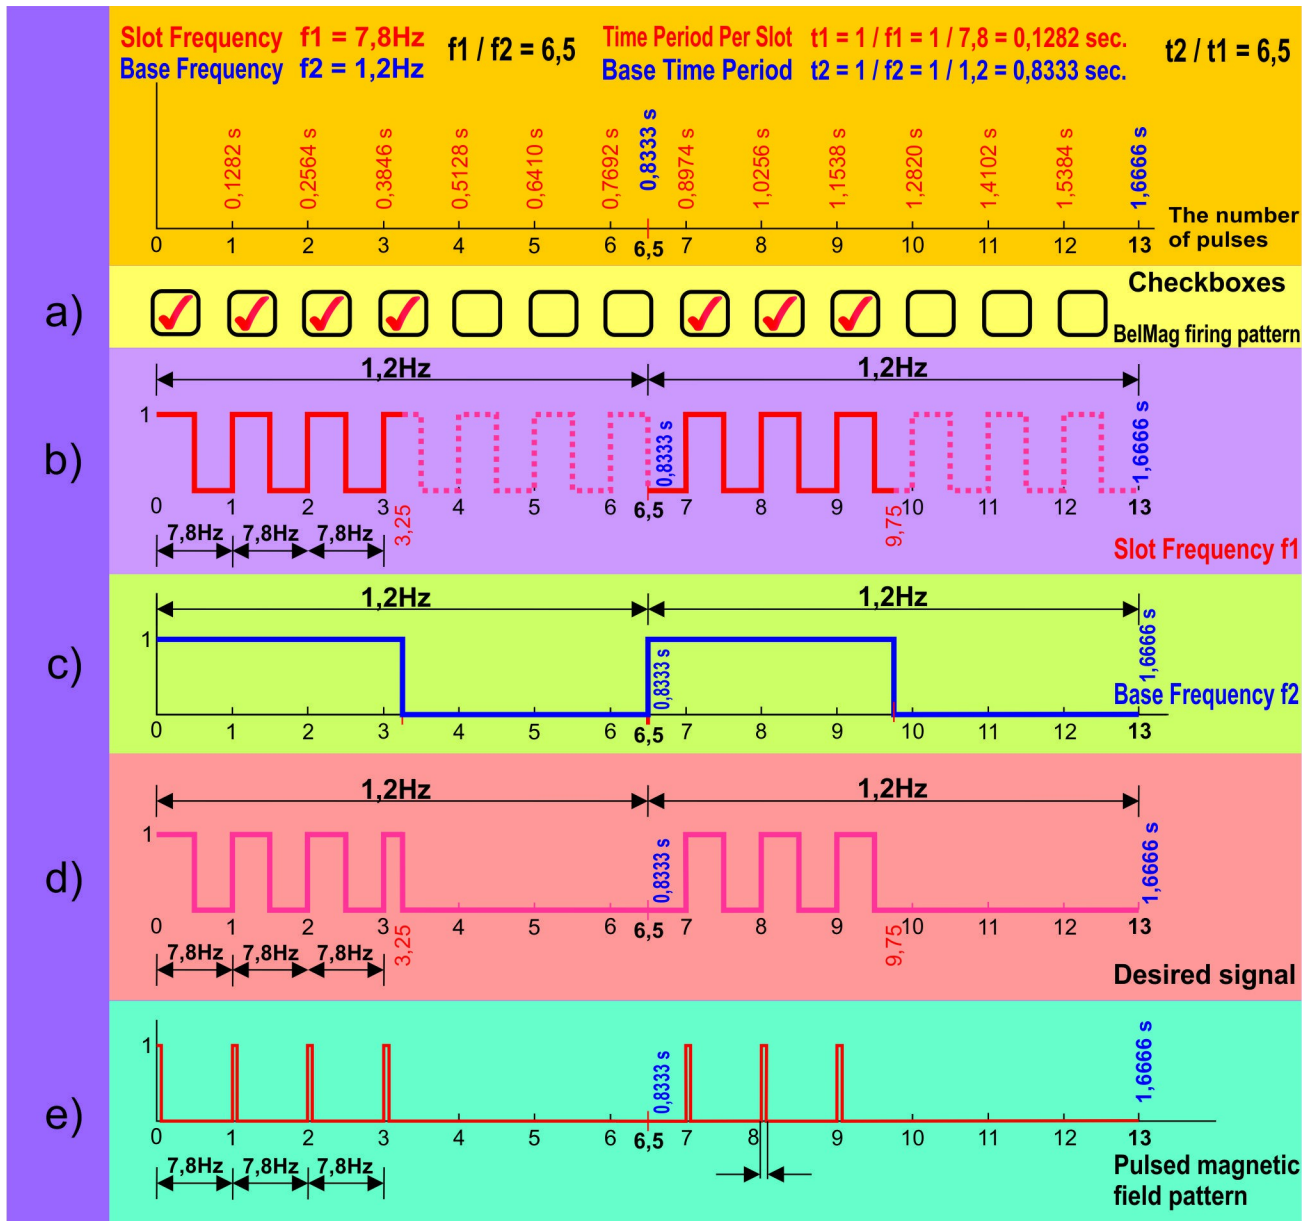 Slot Frequency f1 = 7,8Hz
Base Frequency f2 = 1,2Hz
f1 / f2 = 6,5
Time Period Per Slot t1 = 1 / f1 = 1 / 7,8 = 0,1282 sec.
Base Time Period t2 = 1 / f2 = 1 / 1,2 = 0,8333 sec.
t2 / t1 = 6,5
0,1282 s
0,2564 s
0,3846 s
0,5128 s
0,6410 s
0,7692 s
0,8333 s
0,8974 s
1,0256 s
1,1538 s
1,2820 s
1,4102 s
1,5384 s
1,6666 s
0 1 2 3 4 5 6 6,5 7 8 9 10 11 12 13
The number
of pulses
a)
Checkboxes
BelMag firing pattern
b)
1,2Hz 1,2Hz
1
0,8333 s
1,6666 s
0 1 2 3 4 5 6 6,5 7 8 9 10 11 12 13
3,25
9,75
7,8Hz 7,8Hz 7,8Hz
Slot Frequency f1
c)
1,2Hz 1,2Hz
1
0,8333 s
1,6666 s
Base Frequency f2
0 1 2 3 4 5 6 6,5 7 8 9 10 11 12 13
d)
1,2Hz 1,2Hz
1
0,8333 s
1,6666 s
0 1 2 3 4 5 6 6,5 7 8 9 10 11 12 13
3,25
9,75
7,8Hz 7,8Hz 7,8Hz
Desired signal
e)
1
0,8333 s
1,6666 s
0 1 2 3 4 5 6 6,5 7 8 9 10 11 12 13
7,8Hz 7,8Hz 7,8Hz
Pulsed magnetic
field pattern